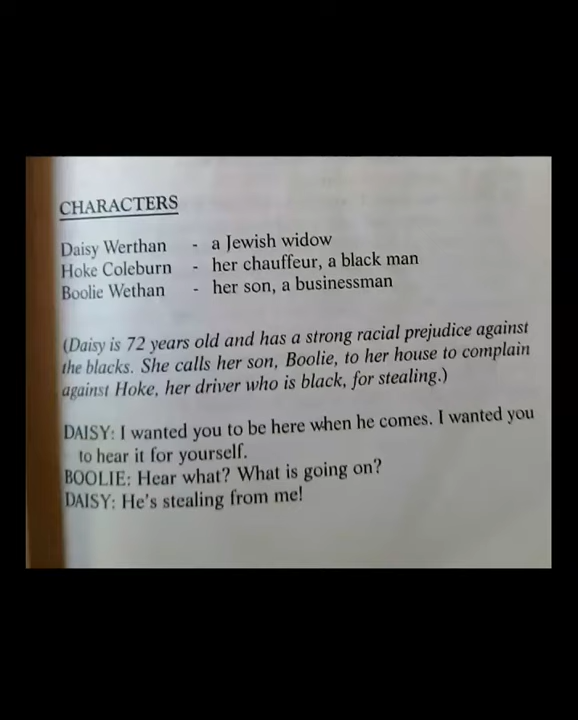 CHARACTERS
Daisy Werthan - a Jewish widow
Hoke Coleburn - her chauffeur, a black man
Boolie Wethan - her son, a businessman
(Daisy is 72 years old and has a strong racial prejudice against
the blacks. She calls her son, Boolie, to her house to complain
against Hoke, her driver who is black, for stealing.)
DAISY: I wanted you to be here when he comes. I wanted you
to hear it for yourself.
BOOLIE: Hear what? What is going on?
DAISY: He's stealing from me!